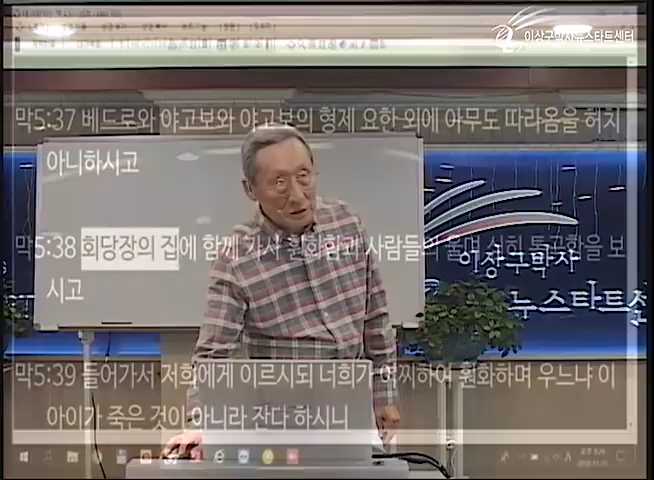 이상구박사뉴스타트센터
막5:37 베드로와 야고보와 야고보의 형제 요한 외에 아무도 따라옴을 허치
아니하시고
막5:38 회당장의 집에 함께 가사 훤화함과 사람들의 울며 심히 통곡함을 보
시고
이상구박사
뉴스타트
막5:39 들어가서 저희에게 이르시되 너희가 어찌하여 훤화하며 우느냐 이
아이가 죽은 것이 아니라 잔다 하시니